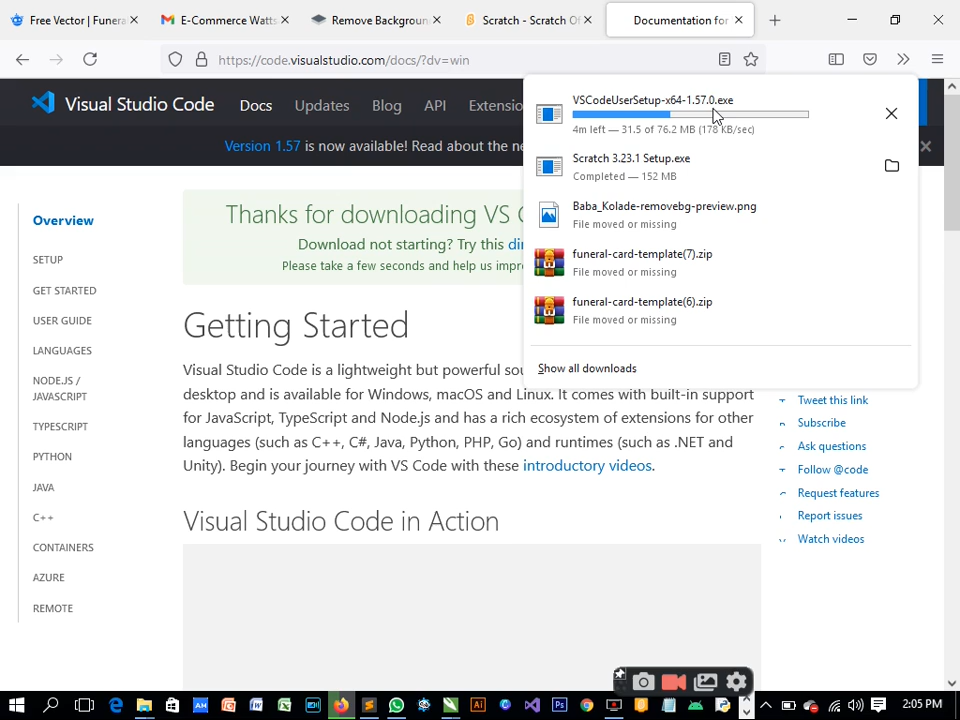 Free Vector | Funera
E-Commerce Watts
Remove Backgroun
Scratch - Scratch Of
Documentation for
https://code.visualstudio.com/docs/?dv=win
Visual Studio Code
Docs
Updates
Blog
API
Extensio
Version 1.57 is now available! Read about the ne
VSCodeUserSetup-x64-1.57.0.exe
4m left — 31.5 of 76.2 MB (178 KB/sec)
Scratch 3.23.1 Setup.exe
Completed — 152 MB
Baba_Kolade-removebg-preview.png
File moved or missing
funeral-card-template(7).zip
File moved or missing
funeral-card-template(6).zip
File moved or missing
Show all downloads
Overview
SETUP
GET STARTED
USER GUIDE
LANGUAGES
NODE.JS /
JAVASCRIPT
TYPESCRIPT
PYTHON
JAVA
C++
CONTAINERS
AZURE
REMOTE
Thanks for downloading VS C
Download not starting? Try this di
Please take a few seconds and help us impr
Getting Started
Visual Studio Code is a lightweight but powerful sou
desktop and is available for Windows, macOS and Linux. It comes with built-in support
for JavaScript, TypeScript and Node.js and has a rich ecosystem of extensions for other
languages (such as C++, C#, Java, Python, PHP, Go) and runtimes (such as .NET and
Unity). Begin your journey with VS Code with these introductory videos.
Visual Studio Code in Action
Tweet this link
Subscribe
Ask questions
Follow @code
Request features
Report issues
Watch videos
2:05 PM